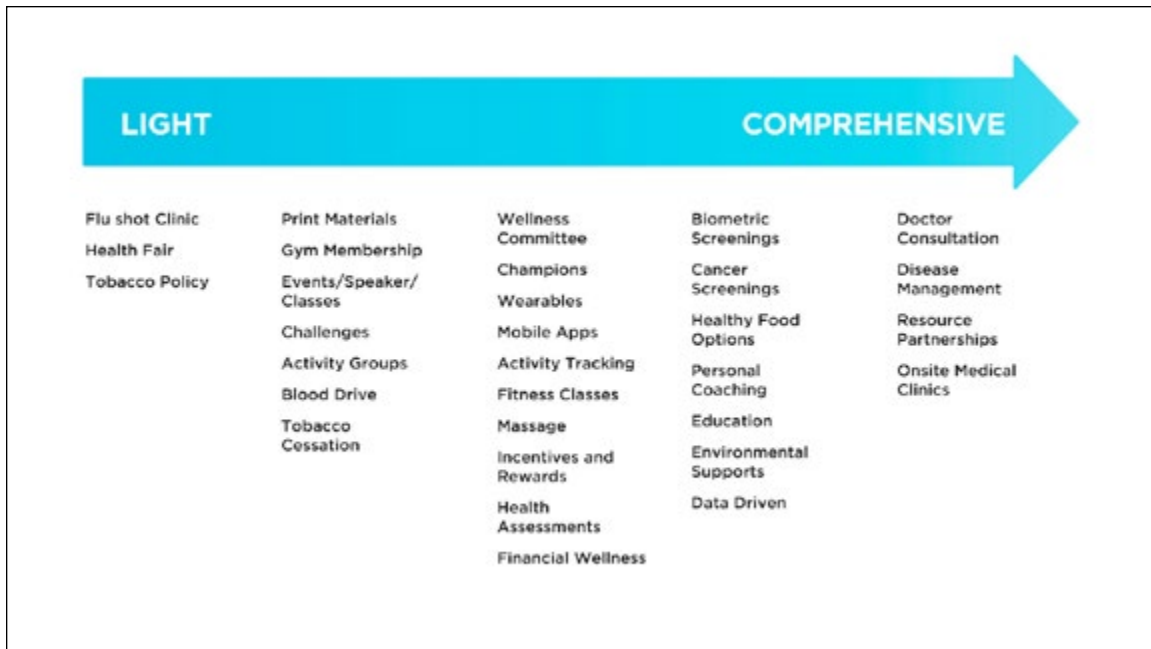 LIGHT
COMPREHENSIVE
Flu shot Clinic
Health Fair
Tobacco Policy
Print Materials
Gym Membership
Events/Speaker/
Classes
Challenges
Activity Groups
Blood Drive
Tobacco
Cessation
Wellness
Committee
Champions
Wearables
Mobile Apps
Activity Tracking
Fitness Classes
Massage
Incentives and
Rewards
Health
Assessments
Financial Wellness
Biometric
Screenings
Cancer
Screenings
Healthy Food
Options
Personal
Coaching
Education
Environmental
Supports
Data Driven
Doctor
Consultation
Disease
Management
Resource
Partnerships
Onsite Medical
Clinics